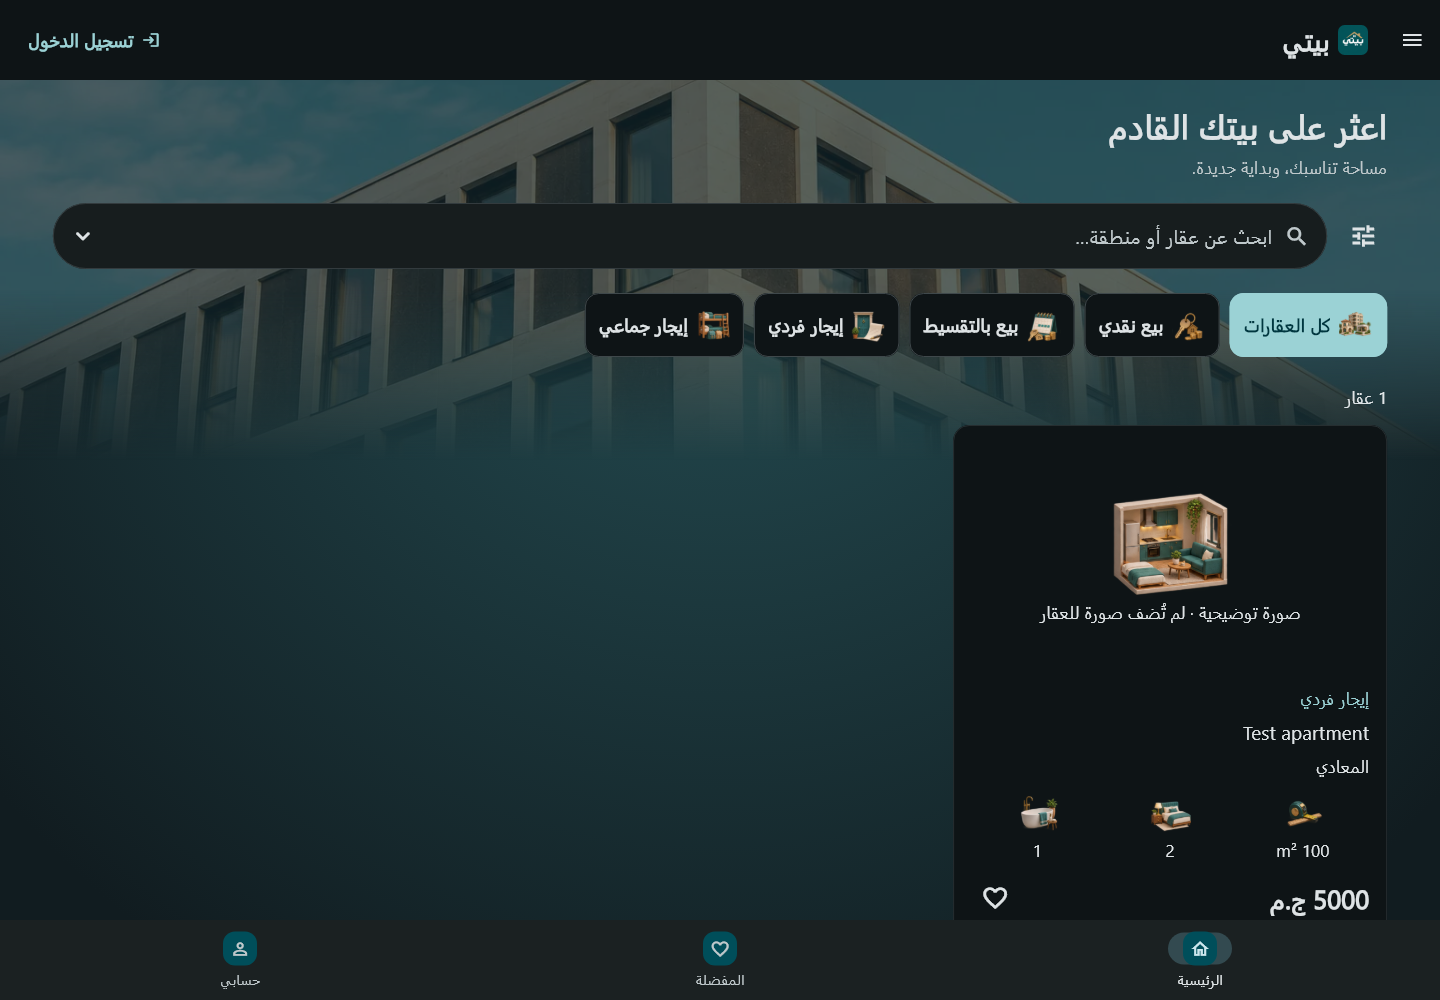 بيتي
بيتي
تسجيل الدخول
اعثر على بيتك القادم
مساحة تناسبك، وبداية جديدة.
ابحث عن عقار أو منطقة...
كل العقارات
بيع نقدي
بيع بالتقسيط
إيجار فردي
إيجار جماعي
1 عقار
صورة توضيحية · لم تُضف صورة للعقار
إيجار فردي
Test apartment
المعادي
100 m²
2
1
5000 ج.م
الرئيسية
المفضلة
حسابي